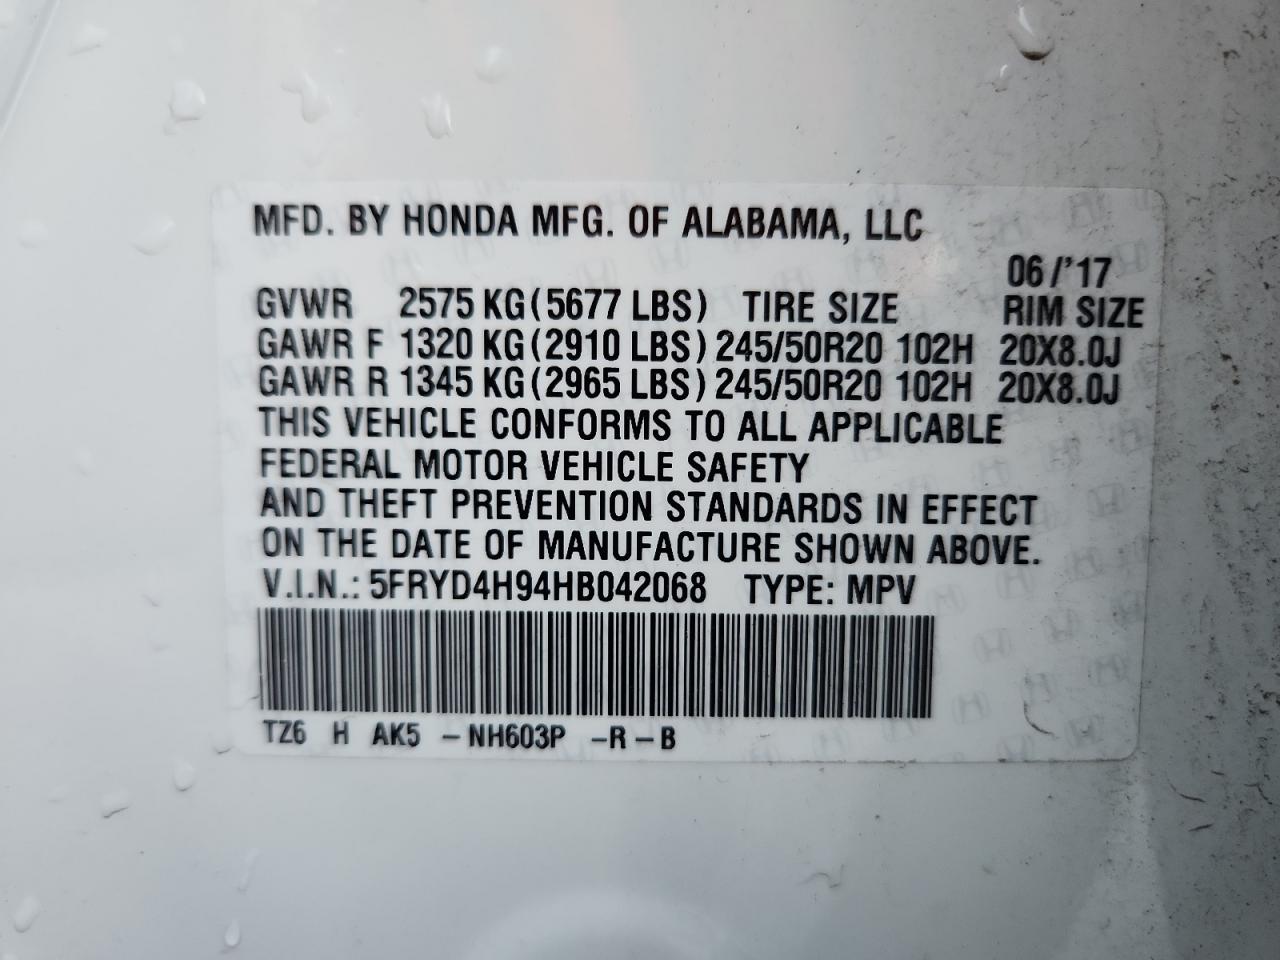 MFD. BY HONDA MFG. OF ALABAMA, LLC
06/'17
GVWR 2575 KG(5677 LBS) TIRE SIZE RIM SIZE
GAWR F 1320 KG(2910 LBS) 245/50R20 102H 20X8.0J
GAWR R 1345 KG(2965 LBS) 245/50R20 102H 20X8.0J
THIS VEHICLE CONFORMS TO ALL APPLICABLE
FEDERAL MOTOR VEHICLE SAFETY
AND THEFT PREVENTION STANDARDS IN EFFECT
ON THE DATE OF MANUFACTURE SHOWN ABOVE.
V.I.N.: 5FRYD4H94HB042068 TYPE: MPV
TZ6 H AK5 -NH603P -R-B